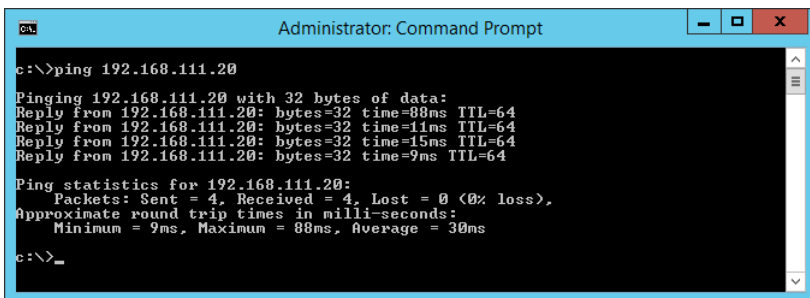 Administrator: Command Prompt
c:\>ping 192.168.111.20
Pinging 192.168.111.20 with 32 bytes of data:
Reply from 192.168.111.20: bytes=32 time=88ms TTL=64
Reply from 192.168.111.20: bytes=32 time=11ms TTL=64
Reply from 192.168.111.20: bytes=32 time=15ms TTL=64
Reply from 192.168.111.20: bytes=32 time=9ms TTL=64
Ping statistics for 192.168.111.20:
    Packets: Sent = 4, Received = 4, Lost = 0 (0% loss),
Approximate round trip times in milli-seconds:
    Minimum = 9ms, Maximum = 88ms, Average = 30ms
c:\>_